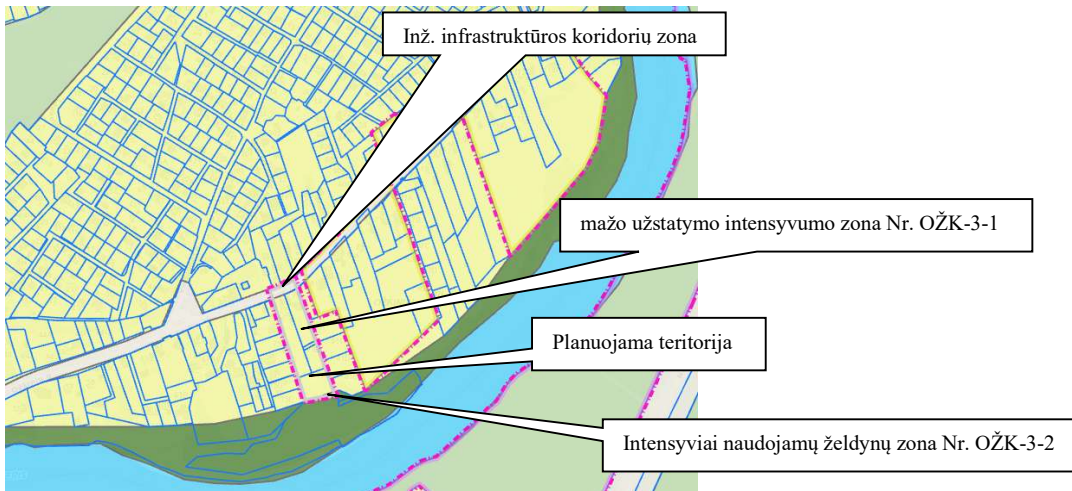 Inž. infrastruktūros koridorių zona
mažo užstatymo intensyvumo zona Nr. OŽK-3-1
Planuojama teritorija
Intensyviai naudojamų želdynų zona Nr. OŽK-3-2